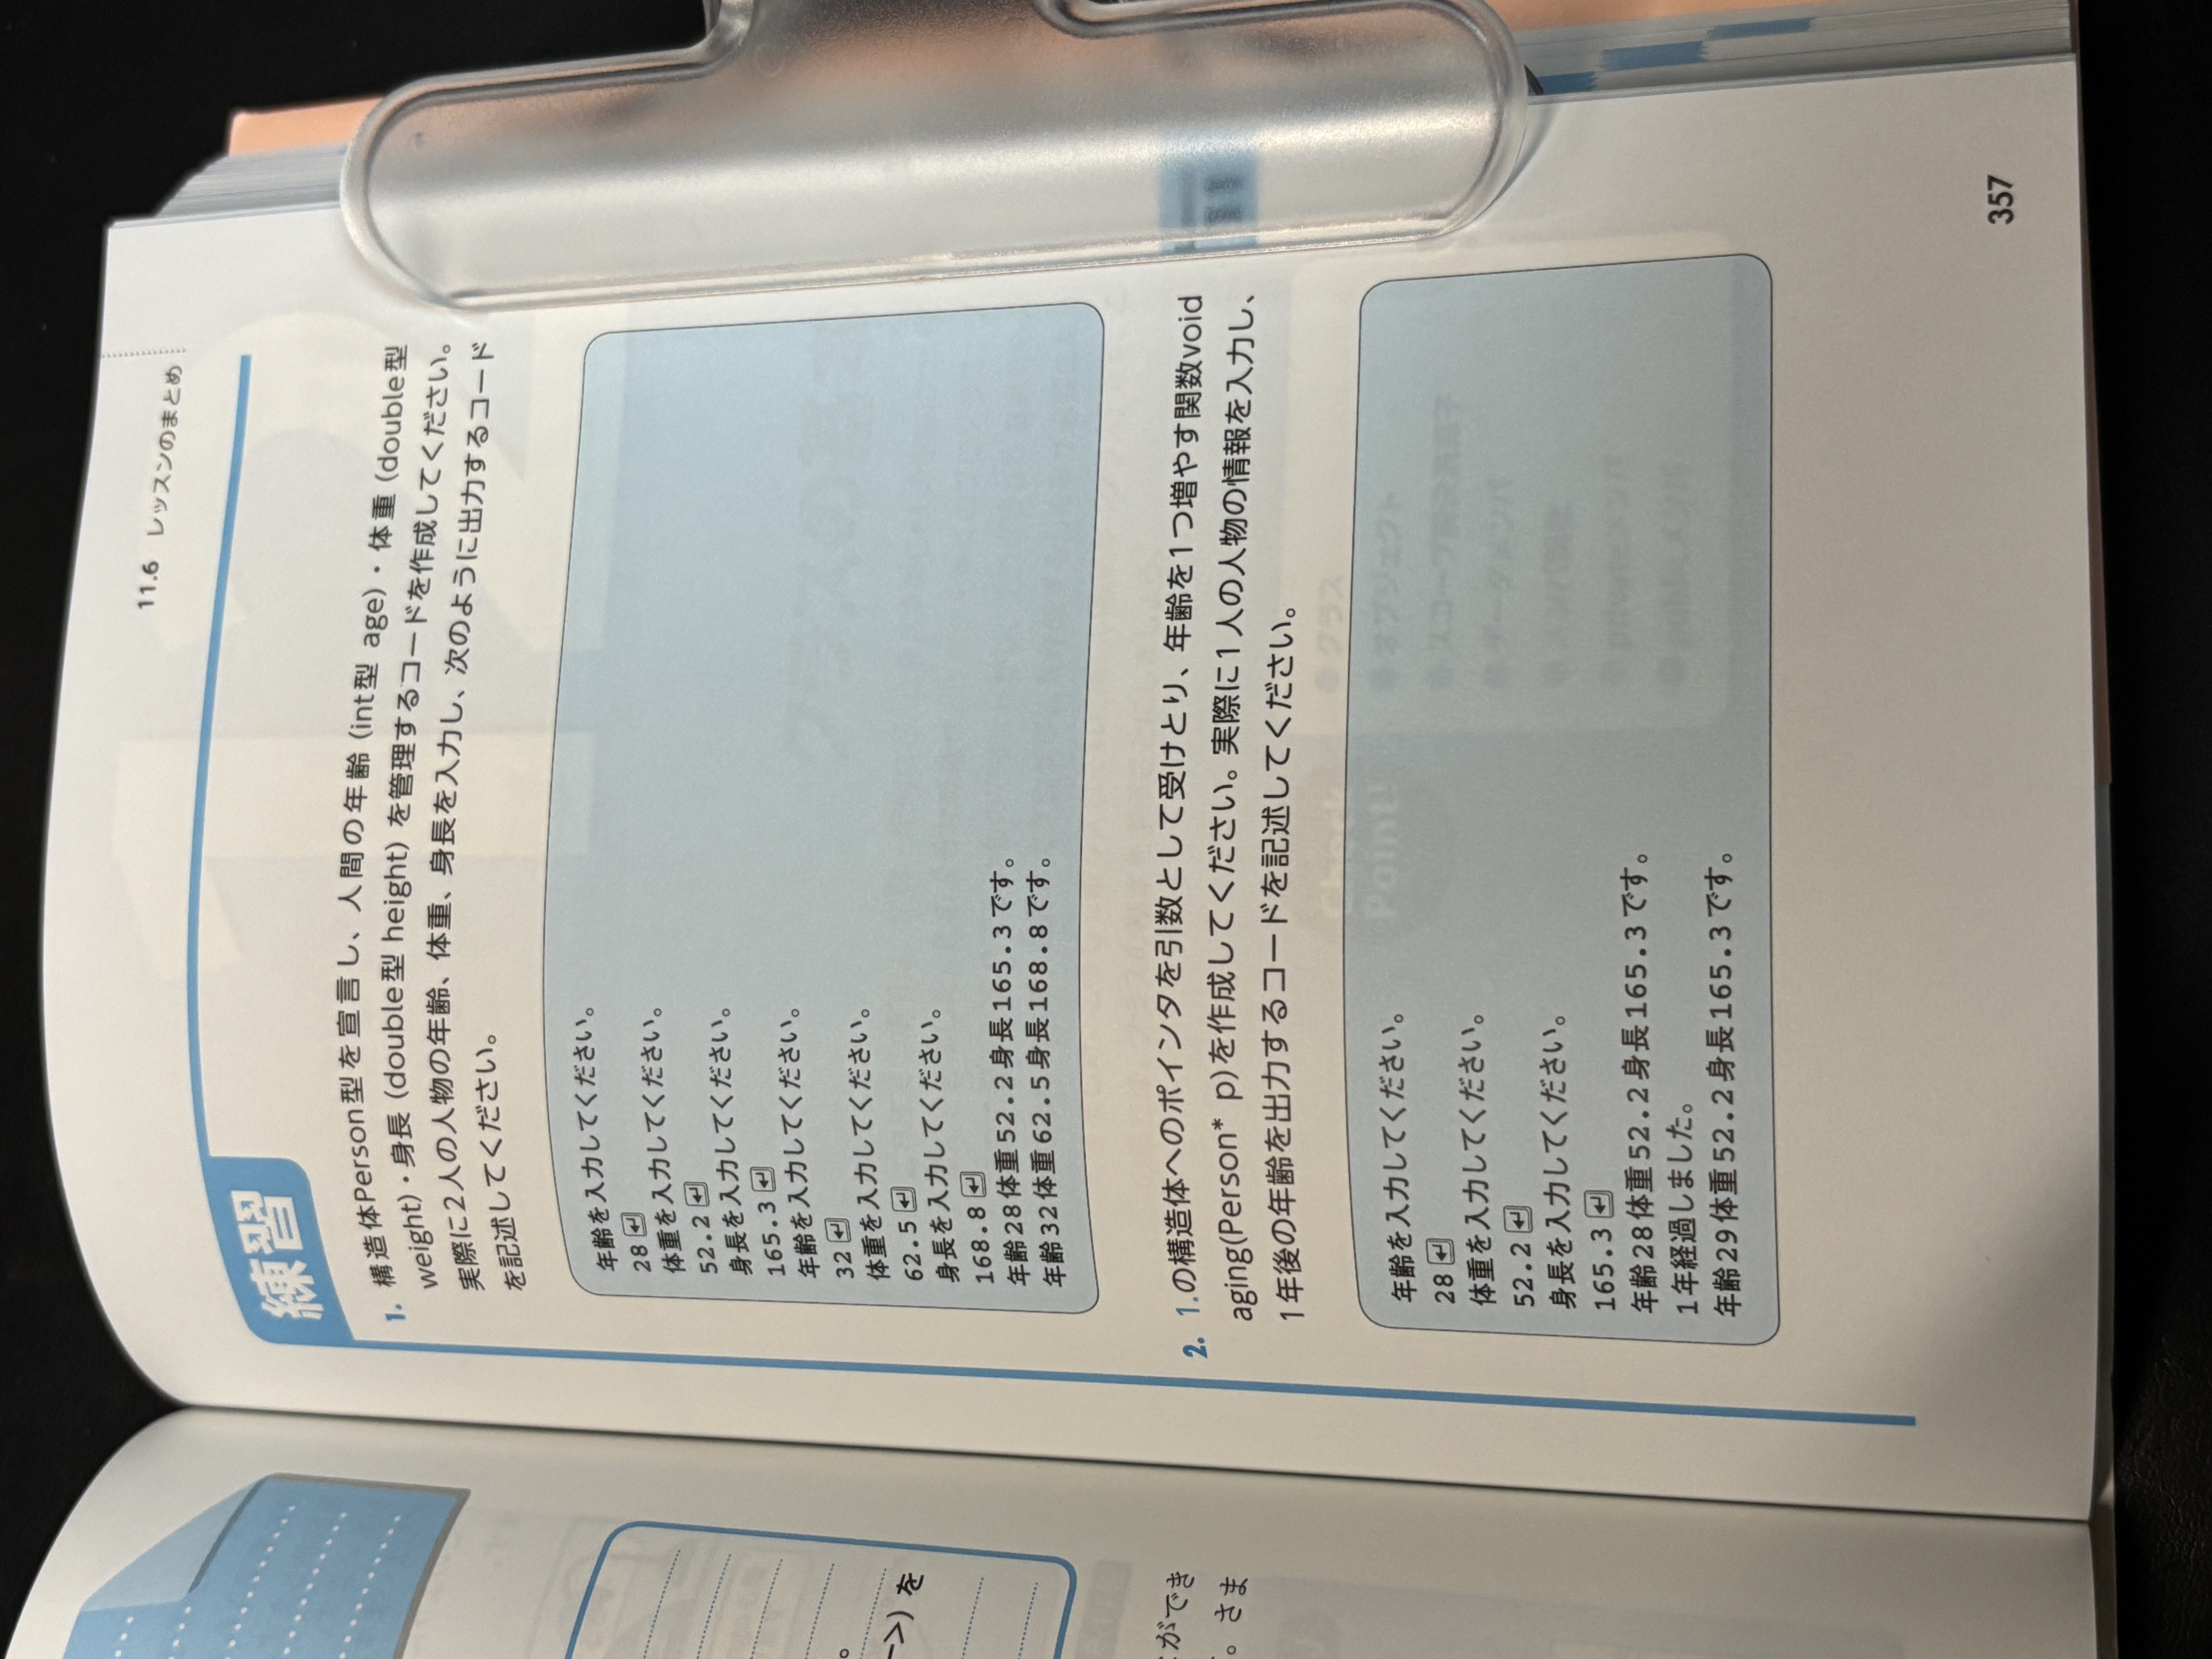 11.6 レッスンのまとめ
練習
1. 構造体Person型を宣言し、人間の年齢(int型 age)・体重(double型
weight)・身長(double型 height)を管理するコードを作成してください。
実際に2人の人物の年齢、体重、身長を入力し、次のように出力するコード
を記述してください。
年齢を入力してください。
28 ↵
体重を入力してください。
52.2 ↵
身長を入力してください。
165.3 ↵
年齢を入力してください。
32 ↵
体重を入力してください。
62.5 ↵
身長を入力してください。
168.8 ↵
年齢28体重52.2身長165.3です。
年齢32体重62.5身長168.8です。
2. 1.の構造体へのポインタを引数として受けとり、年齢を1つ増やす関数void
aging(Person* p)を作成してください。実際に1人の人物の情報を入力し、
1年後の年齢を出力するコードを記述してください。
年齢を入力してください。
28 ↵
体重を入力してください。
52.2 ↵
身長を入力してください。
165.3 ↵
年齢28体重52.2身長165.3です。
1年経過しました。
年齢29体重52.2身長165.3です。
357
。
->)を
ができ
。さま